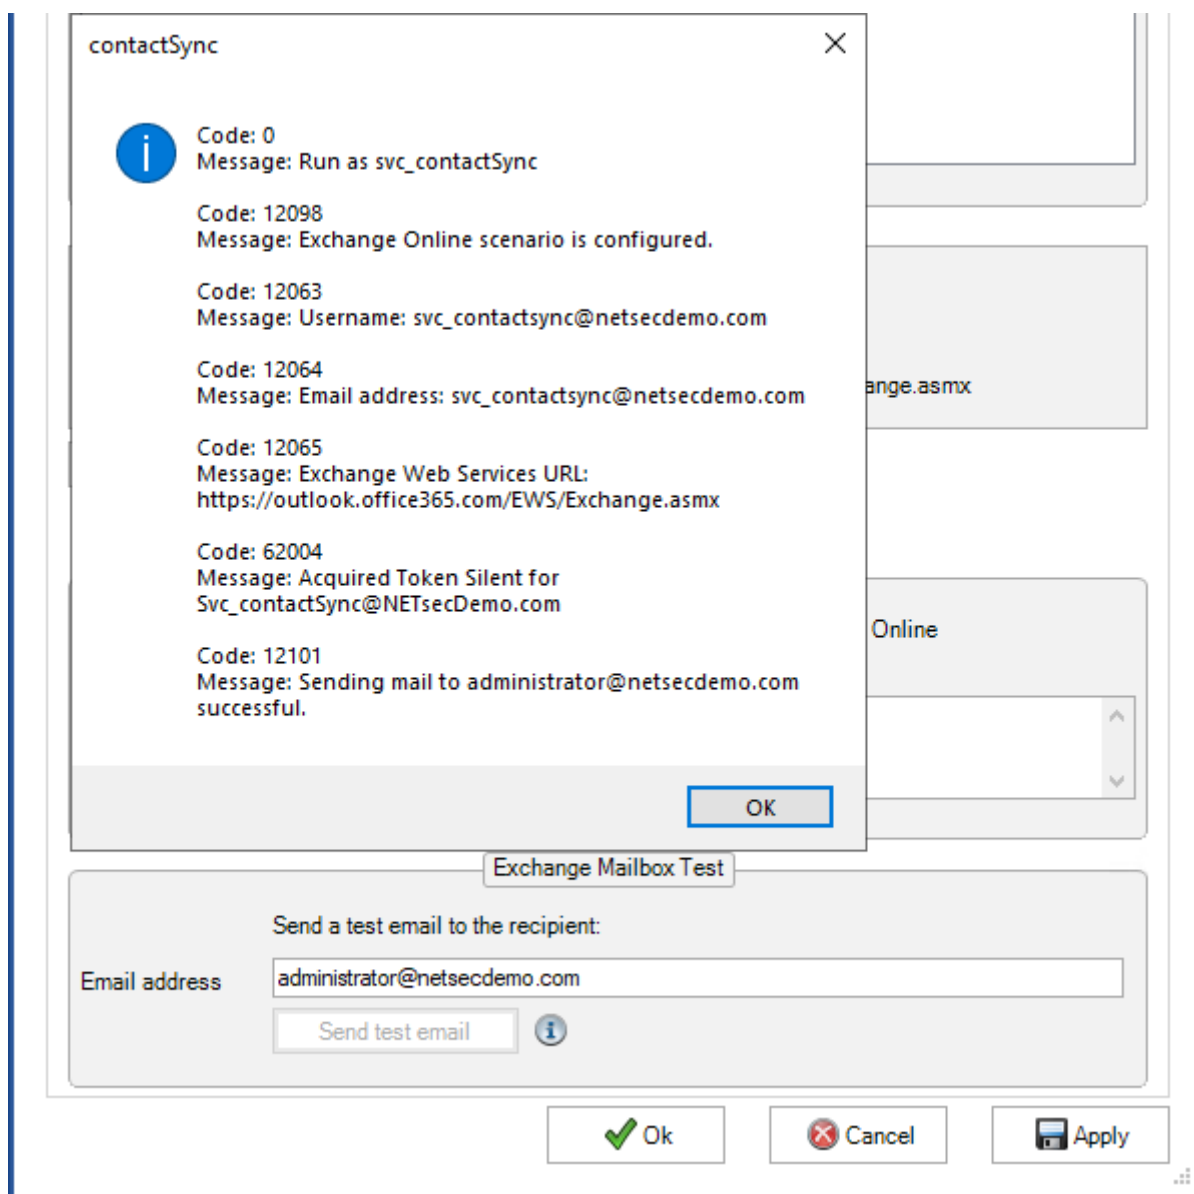 contactSync
Code: 0
Message: Run as svc_contactSync
Code: 12098
Message: Exchange Online scenario is configured.
Code: 12063
Message: Username: svc_contactsync@netsecdemo.com
Code: 12064
Message: Email address: svc_contactsync@netsecdemo.com
ange.asmx
Code: 12065
Message: Exchange Web Services URL:
https://outlook.office365.com/EWS/Exchange.asmx
Code: 62004
Message: Acquired Token Silent for
Svc_contactSync@NETsecDemo.com
Online
Code: 12101
Message: Sending mail to administrator@netsecdemo.com
successful.
OK
Exchange Mailbox Test
Send a test email to the recipient:
Email address
administrator@netsecdemo.com
Send test email
Ok
Cancel
Apply